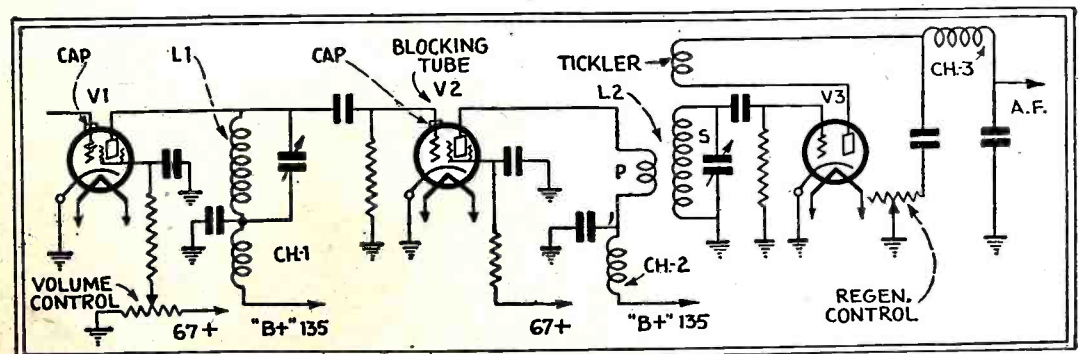 CAP
V1
L1
CAP
BLOCKING
TUBE
V2
TICKLER
L2
CH-3
A.F.
V3
S
P
CH-1
CH-2
VOLUME
CONTROL
67+
"B+" 135
67+
"B+" 135
REGEN.
CONTROL